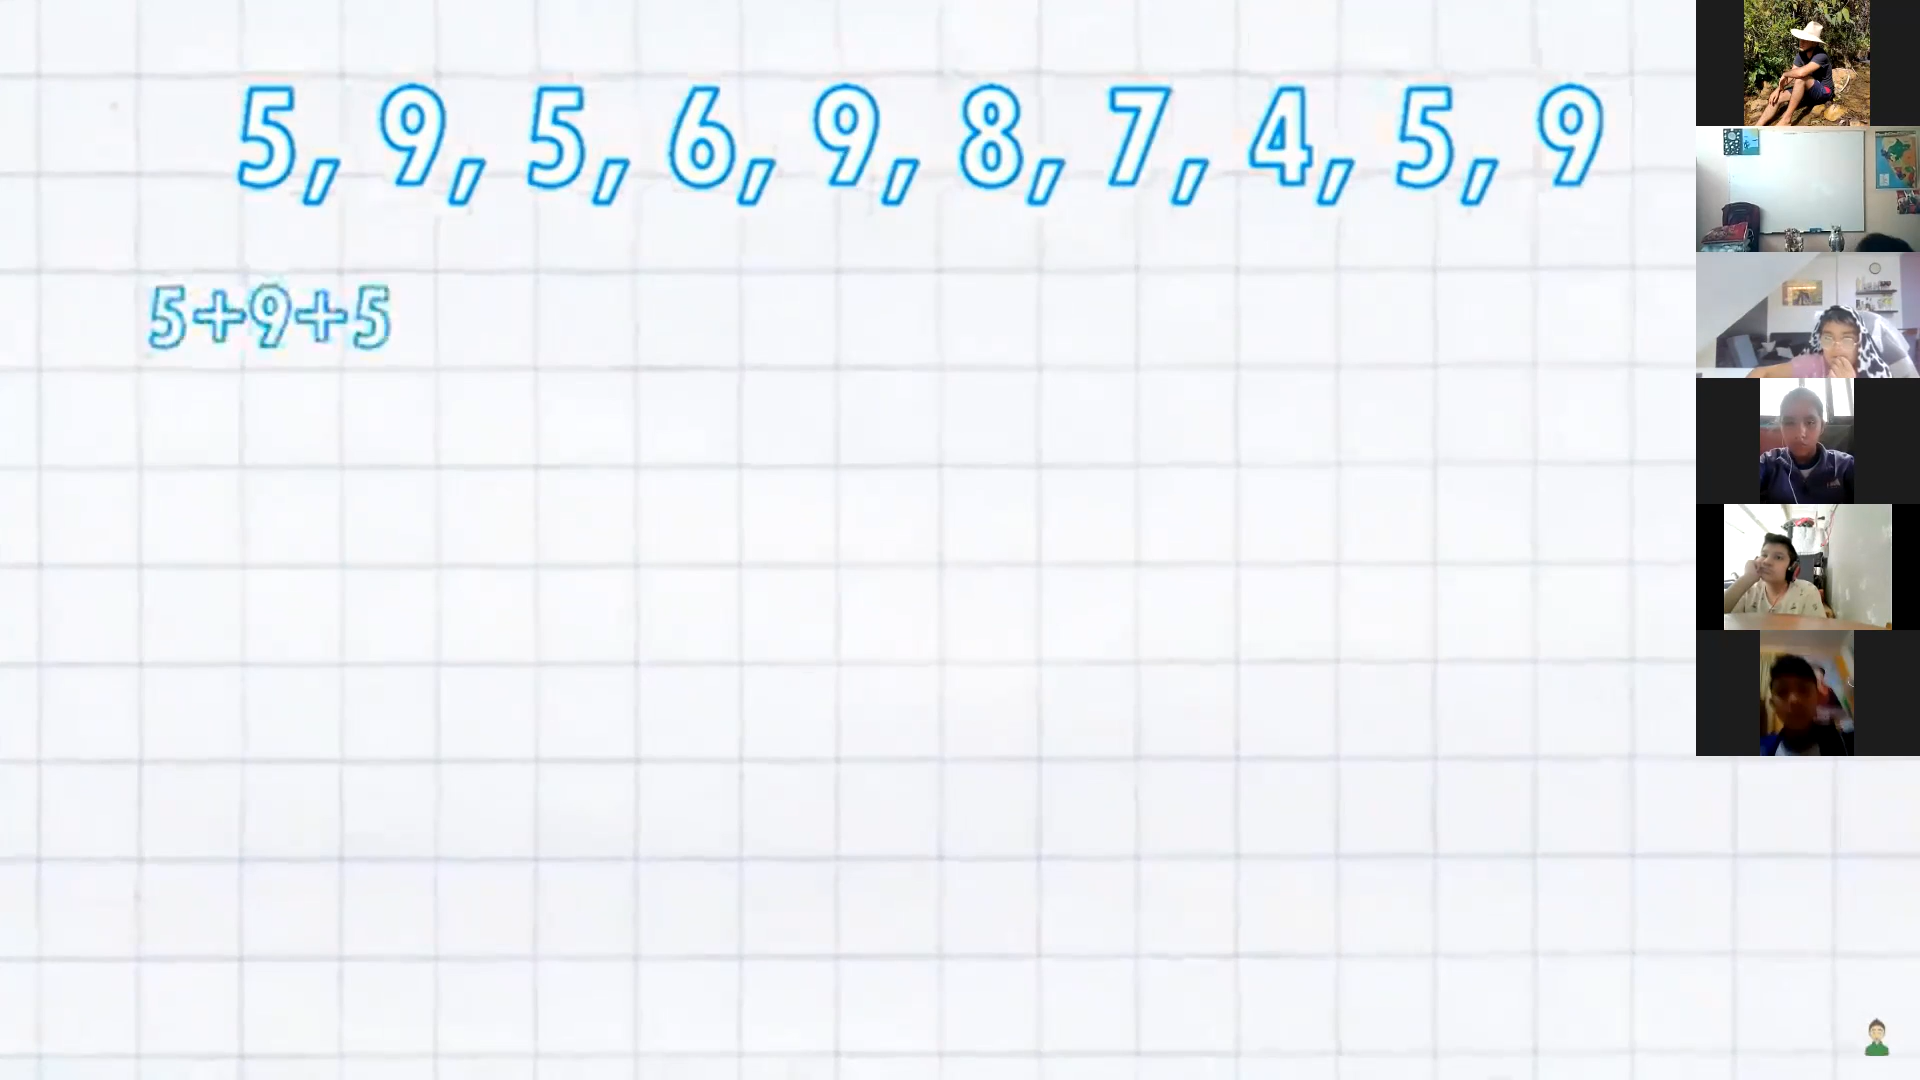 5, 9, 5, 6, 9, 8, 7, 4, 5, 9
5+9+5